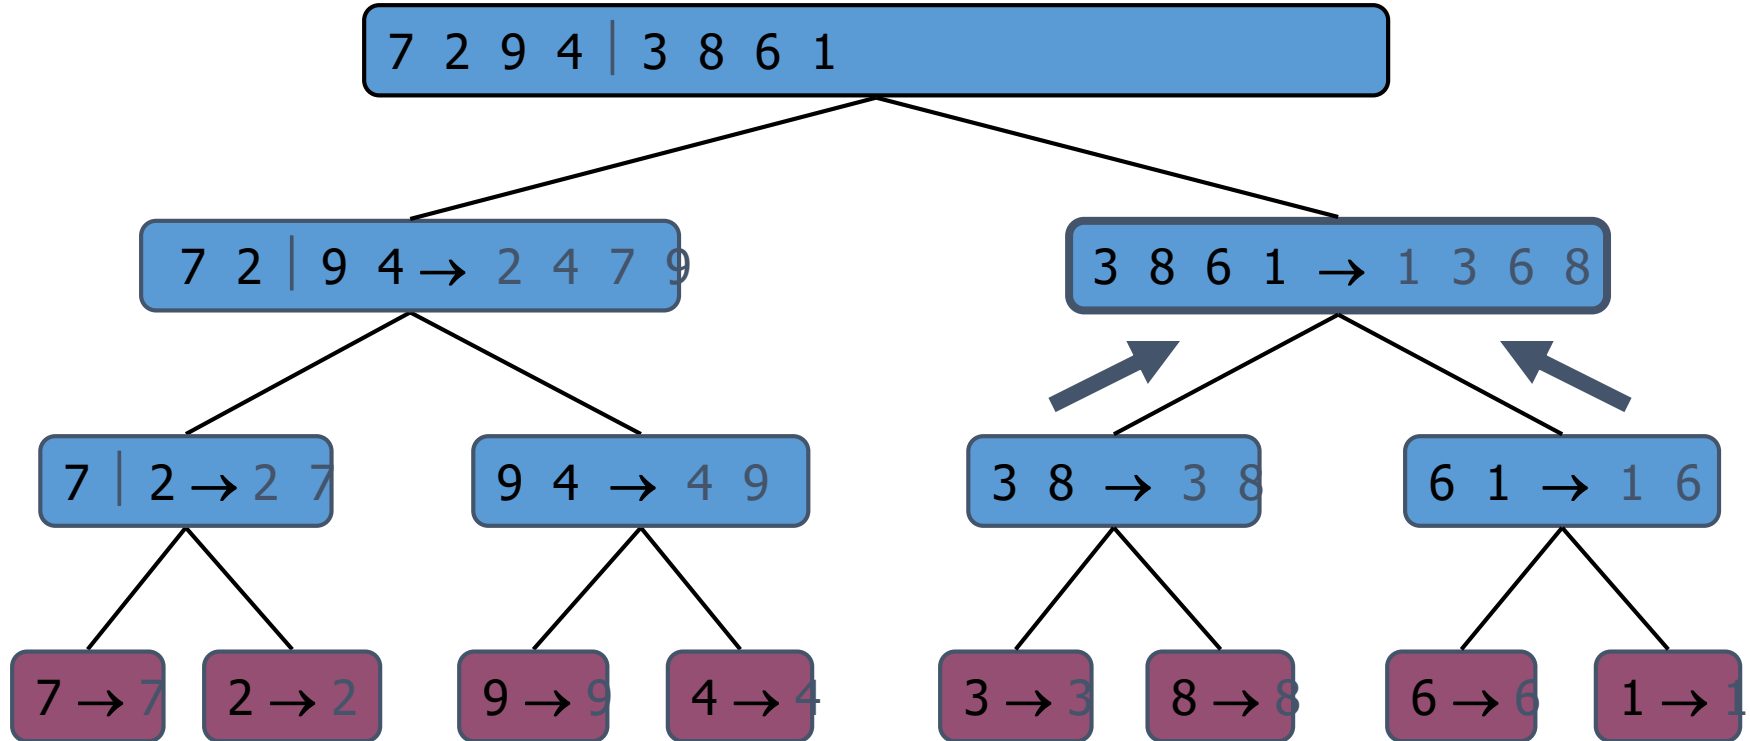 7 2 9 4 | 3 8 6 1
7 2 | 9 4 → 2 4 7 9
3 8 6 1 → 1 3 6 8
7 | 2 → 2 7
9 4 → 4 9
3 8 → 3 8
6 1 → 1 6
7 → 7
2 → 2
9 → 9
4 → 4
3 → 3
8 → 8
6 → 6
1 → 1